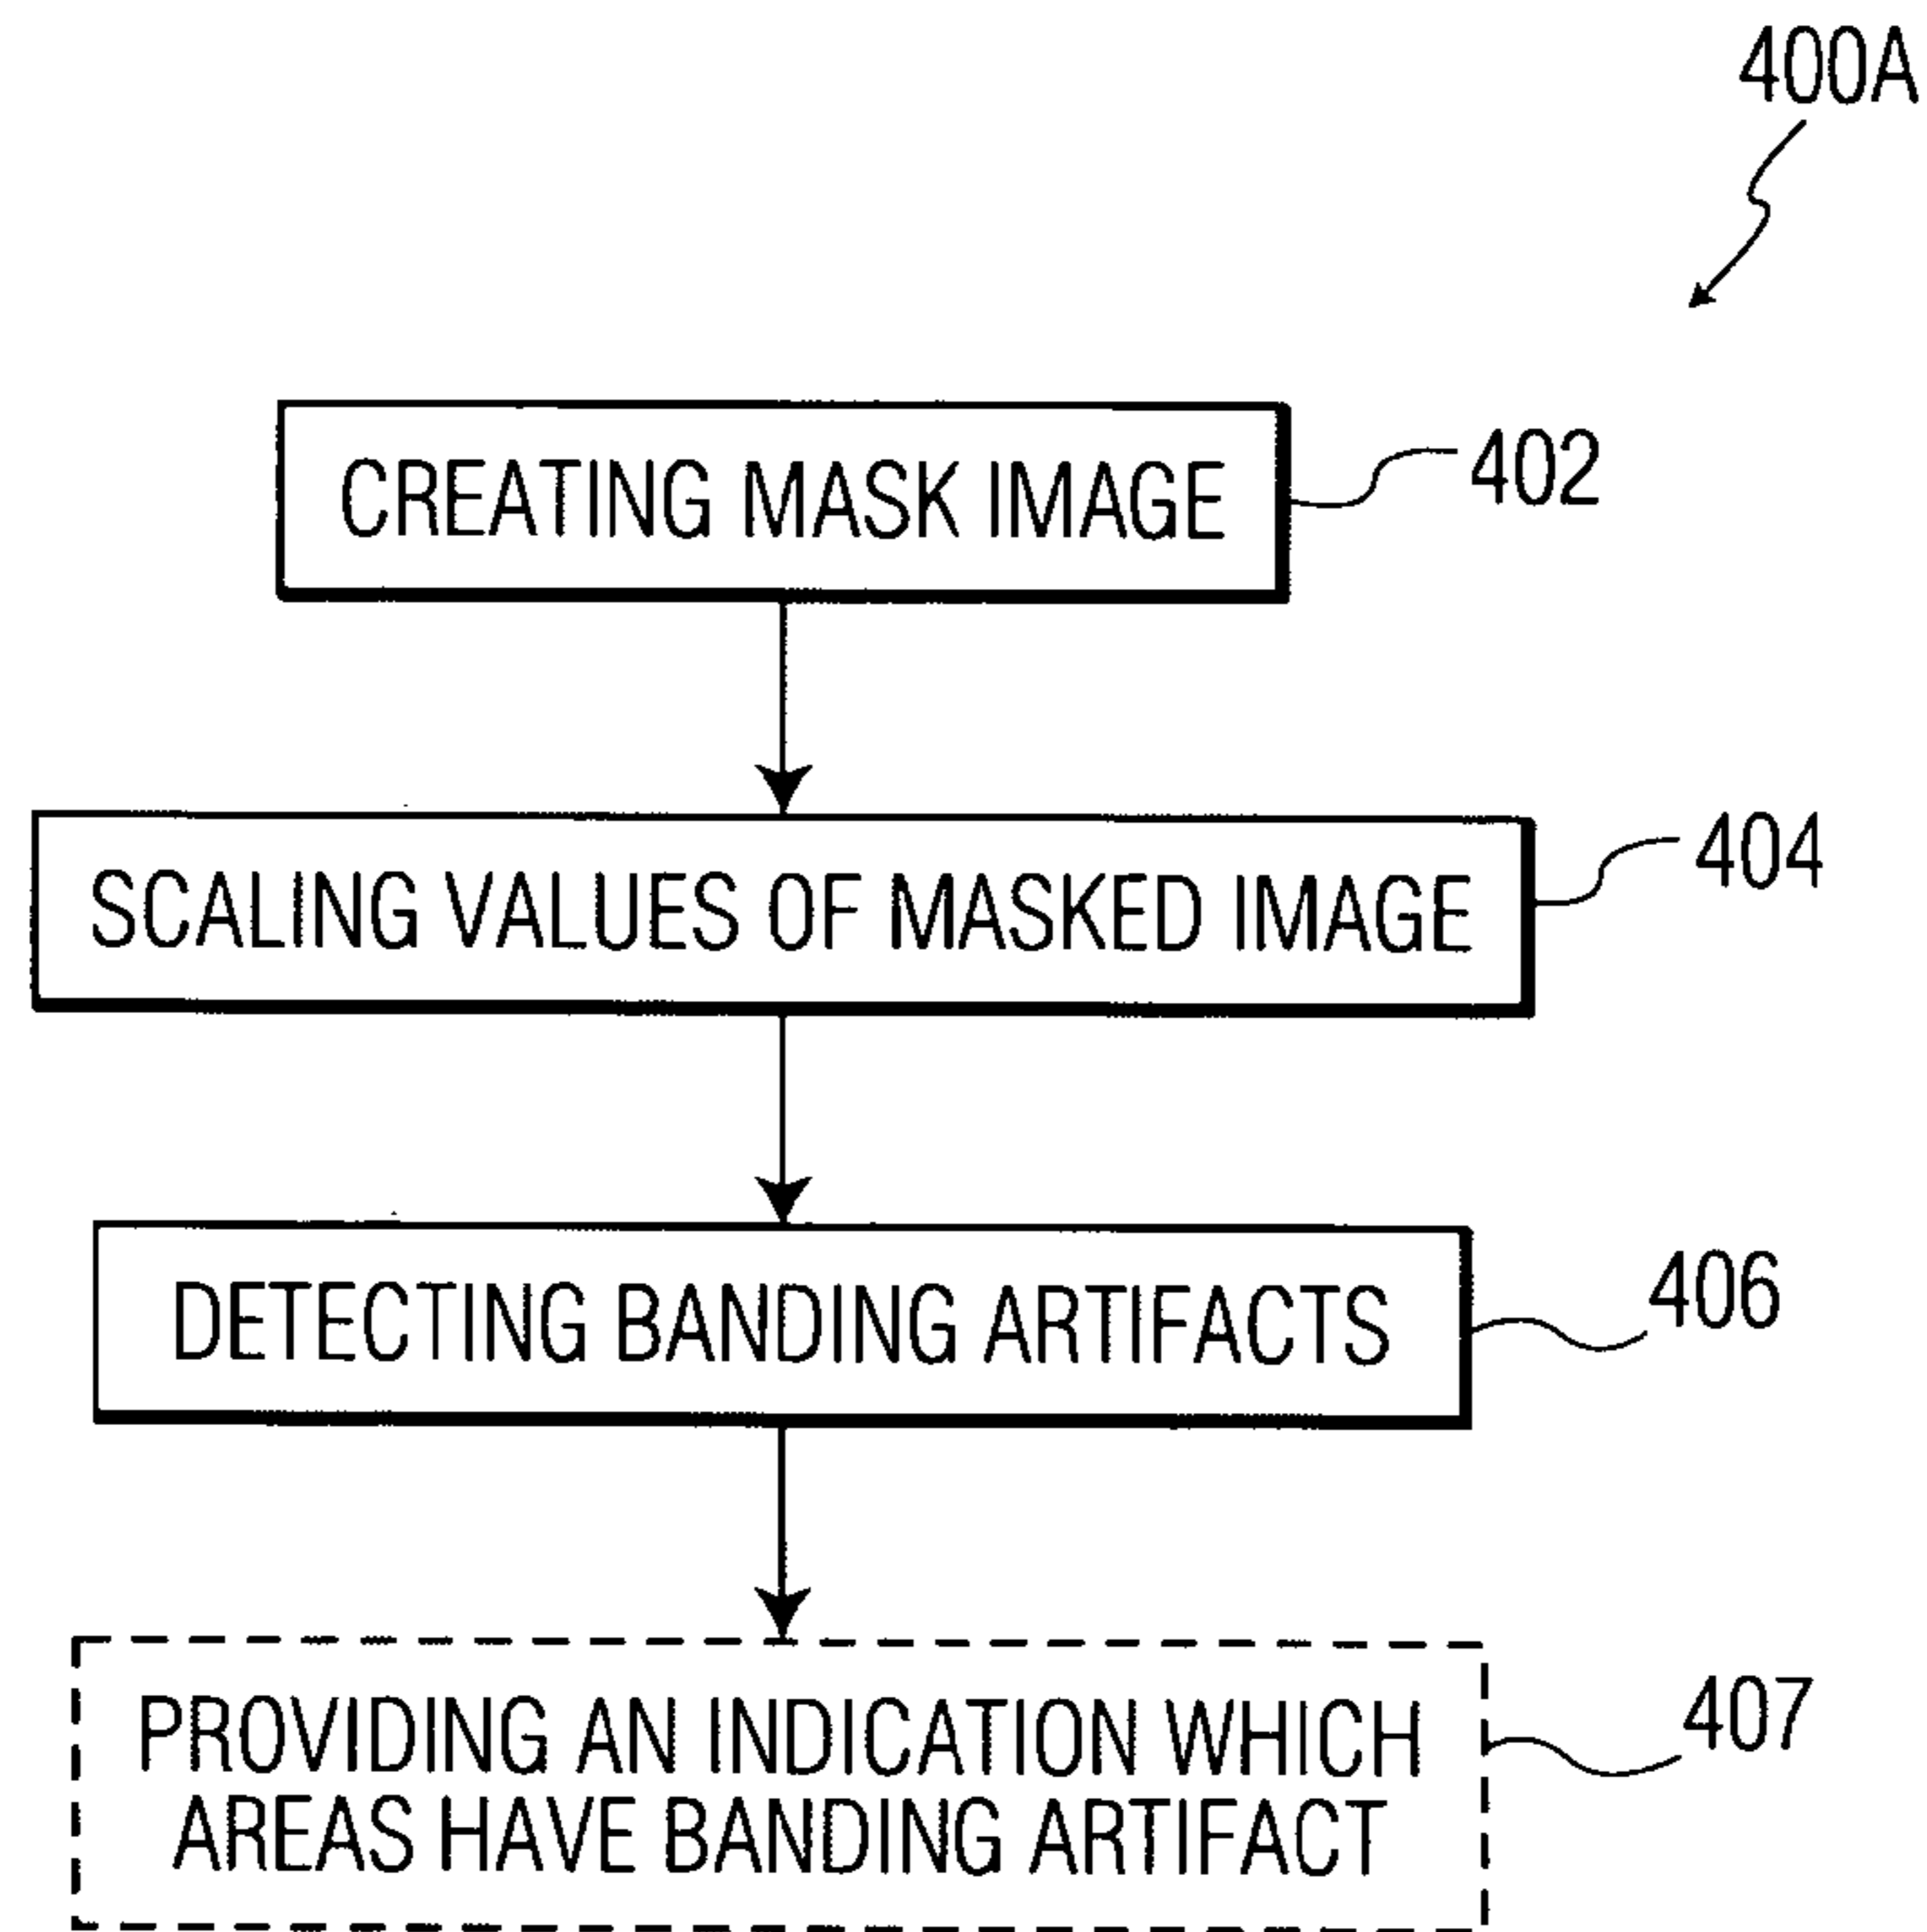 400A
CREATING MASK IMAGE
402
SCALING VALUES OF MASKED IMAGE
404
DETECTING BANDING ARTIFACTS
406
PROVIDING AN INDICATION WHICH
AREAS HAVE BANDING ARTIFACT
407